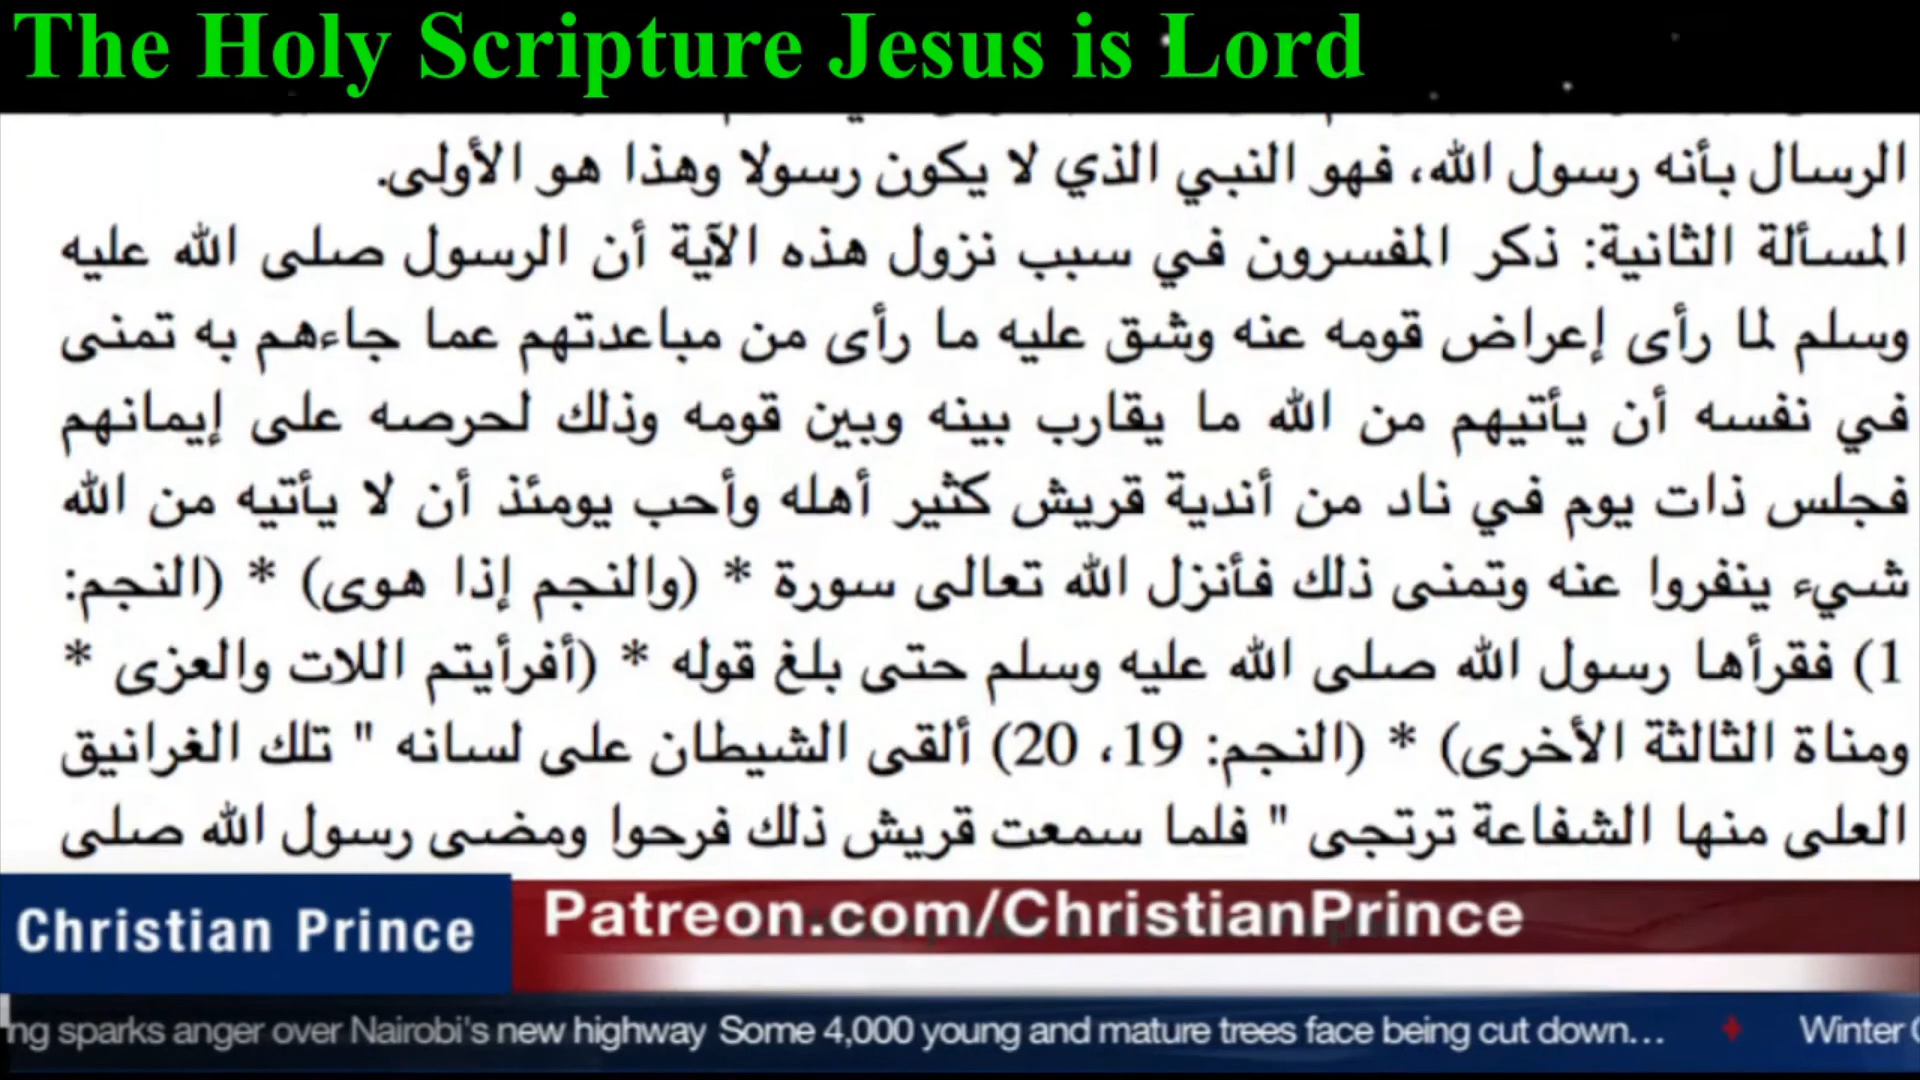 The Holy Scripture Jesus is Lord
الرسال بأنه رسول الله، فهو النبي الذي لا يكون رسولا وهذا هو الأولى.
المسألة الثانية: ذكر المفسرون في سبب نزول هذه الآية أن الرسول صلى الله عليه
وسلم لما رأى إعراض قومه عنه وشق عليه ما رأى من مباعدتهم عما جاءهم به تمنى
في نفسه أن يأتيهم من الله ما يقارب بينه وبين قومه وذلك لحرصه على إيمانهم
فجلس ذات يوم في ناد من أندية قريش كثير أهله وأحب يومئذ أن لا يأتيه من الله
شيء ينفروا عنه وتمنى ذلك فأنزل الله تعالى سورة * (والنجم إذا هوى) * (النجم:
1) فقرأها رسول الله صلى الله عليه وسلم حتى بلغ قوله * (أفرأيتم اللات والعزى *
ومناة الثالثة الأخرى) * (النجم: 19، 20) ألقى الشيطان على لسانه " تلك الغرانيق
العلى منها الشفاعة ترتجى " فلما سمعت قريش ذلك فرحوا ومضى رسول الله صلى
Christian Prince
Patreon.com/ChristianPrince
ng sparks anger over Nairobi's new highway Some 4,000 young and mature trees face being cut down... Winter